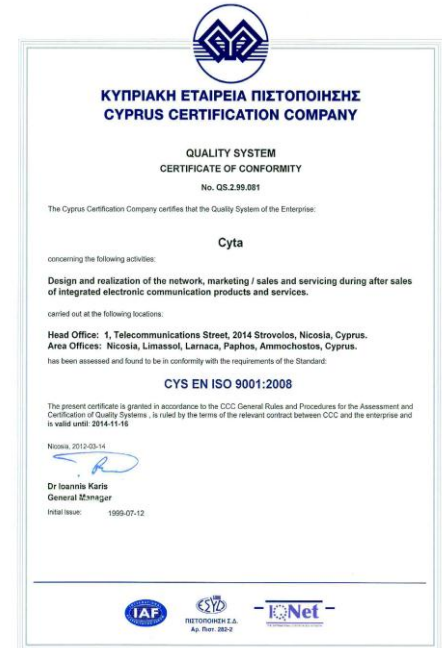 ΚΥΠΡΙΑΚΗ ΕΤΑΙΡΕΙΑ ΠΙΣΤΟΠΟΙΗΣΗΣ
CYPRUS CERTIFICATION COMPANY
QUALITY SYSTEM
CERTIFICATE OF CONFORMITY
No. QS.2.99.081
The Cyprus Certification Company certifies that the Quality System of the Enterprise:
Cyta
concerning the following activities:
Design and realization of the network, marketing / sales and servicing during after sales
of integrated electronic communication products and services.
carried out at the following locations:
Head Office: 1, Telecommunications Street, 2014 Strovolos, Nicosia, Cyprus.
Area Offices: Nicosia, Limassol, Larnaca, Paphos, Ammochostos, Cyprus.
has been assessed and found to be in conformity with the requirements of the Standard:
CYS EN ISO 9001:2008
The present certificate is granted in accordance to the CCC General Rules and Procedures for the Assessment and
Certification of Quality Systems , is ruled by the terms of the relevant contract between CCC and the enterprise and
is valid until: 2014-11-16
Nicosia, 2012-03-14
Dr Ioannis Karis
General Manager
Initial Issue: 1999-07-12
IAF
ΕΣΥΔ
ΠΙΣΤΟΠΟΙΗΣΗ Σ.Δ.
Αρ. Πιστ. 282-2
IQNet